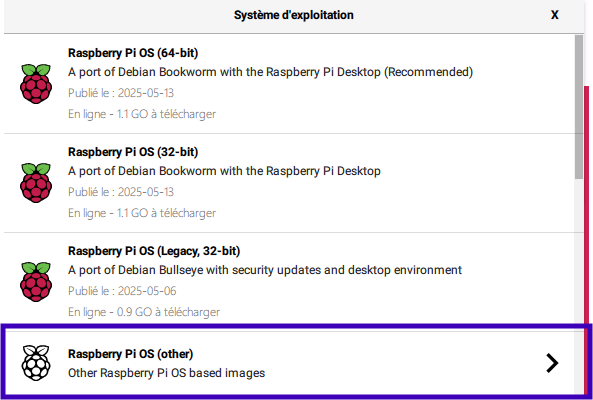 Système d'exploitation X
Raspberry Pi OS (64-bit)
A port of Debian Bookworm with the Raspberry Pi Desktop (Recommended)
Publié le : 2025-05-13
En ligne - 1.1 GO à télécharger
Raspberry Pi OS (32-bit)
A port of Debian Bookworm with the Raspberry Pi Desktop
Publié le : 2025-05-13
En ligne - 1.1 GO à télécharger
Raspberry Pi OS (Legacy, 32-bit)
A port of Debian Bullseye with security updates and desktop environment
Publié le : 2025-05-06
En ligne - 0.9 GO à télécharger
Raspberry Pi OS (other)
Other Raspberry Pi OS based images